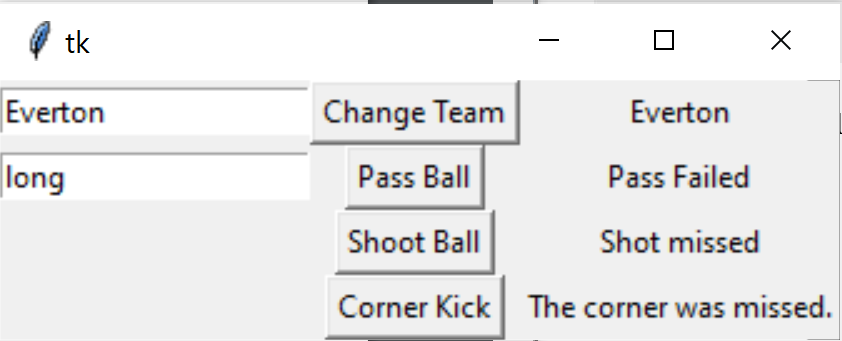 tk
Everton Change Team Everton
long Pass Ball Pass Failed
Shoot Ball Shot missed
Corner Kick The corner was missed.